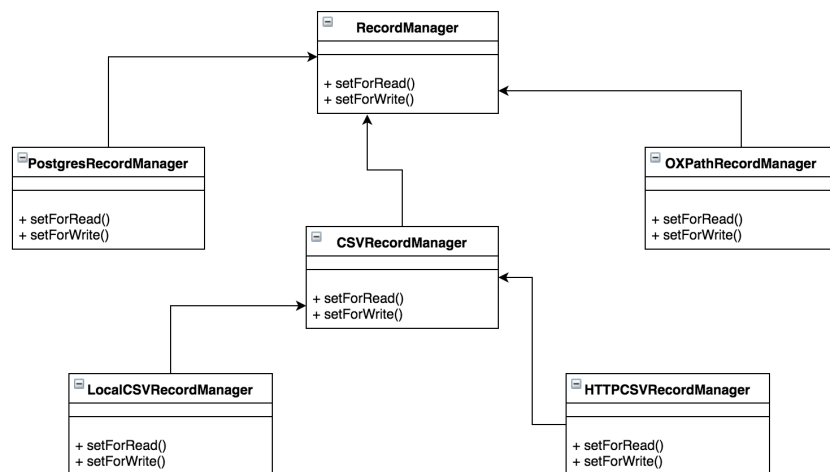 RecordManager
+ setForRead()
+ setForWrite()
PostgresRecordManager
+ setForRead()
+ setForWrite()
OXPathRecordManager
+ setForRead()
+ setForWrite()
CSVRecordManager
+ setForRead()
+ setForWrite()
LocalCSVRecordManager
+ setForRead()
+ setForWrite()
HTTPCSVRecordManager
+ setForRead()
+ setForWrite()